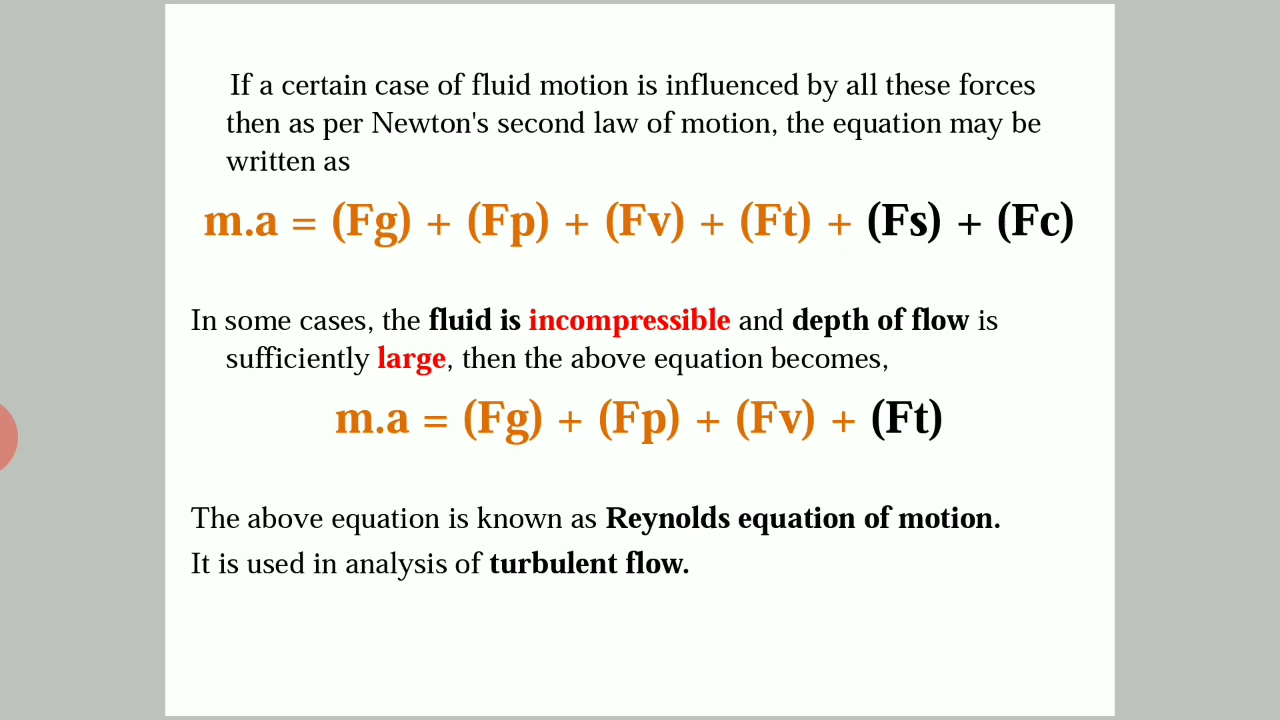 If a certain case of fluid motion is influenced by all these forces
then as per Newton's second law of motion, the equation may be
written as
m.a = (Fg) + (Fp) + (Fv) + (Ft) + (Fs) + (Fc)
In some cases, the fluid is incompressible and depth of flow is
sufficiently large, then the above equation becomes,
m.a = (Fg) + (Fp) + (Fv) + (Ft)
The above equation is known as Reynolds equation of motion.
It is used in analysis of turbulent flow.